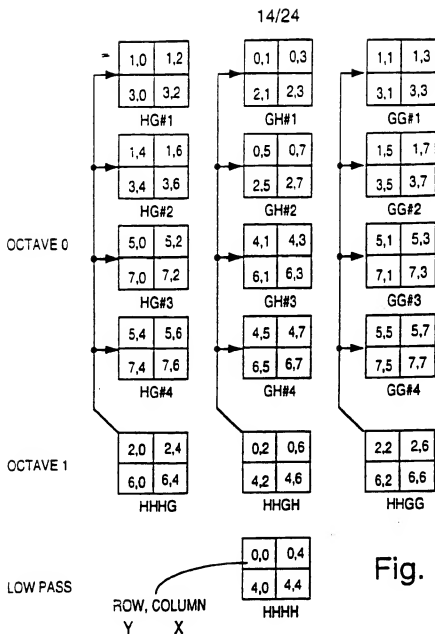 14/24
1,0 1,2 0,1 0,3 1,1 1,3
3,0 3,2 2,1 2,3 3,1 3,3
HG#1 GH#1 GG#1
1,4 1,6 0,5 0,7 1,5 1,7
3,4 3,6 2,5 2,7 3,5 3,7
HG#2 GH#2 GG#2
OCTAVE 0
5,0 5,2 4,1 4,3 5,1 5,3
7,0 7,2 6,1 6,3 7,1 7,3
HG#3 GH#3 GG#3
5,4 5,6 4,5 4,7 5,5 5,7
7,4 7,6 6,5 6,7 7,5 7,7
HG#4 GH#4 GG#4
2,0 2,4 0,2 0,6 2,2 2,6
OCTAVE 1
6,0 6,4 4,2 4,6 6,2 6,6
HHHG HHGH HHGG
0,0 0,4
Fig.
LOW PASS
4,0 4,4
ROW, COLUMN
HHHH
Y X